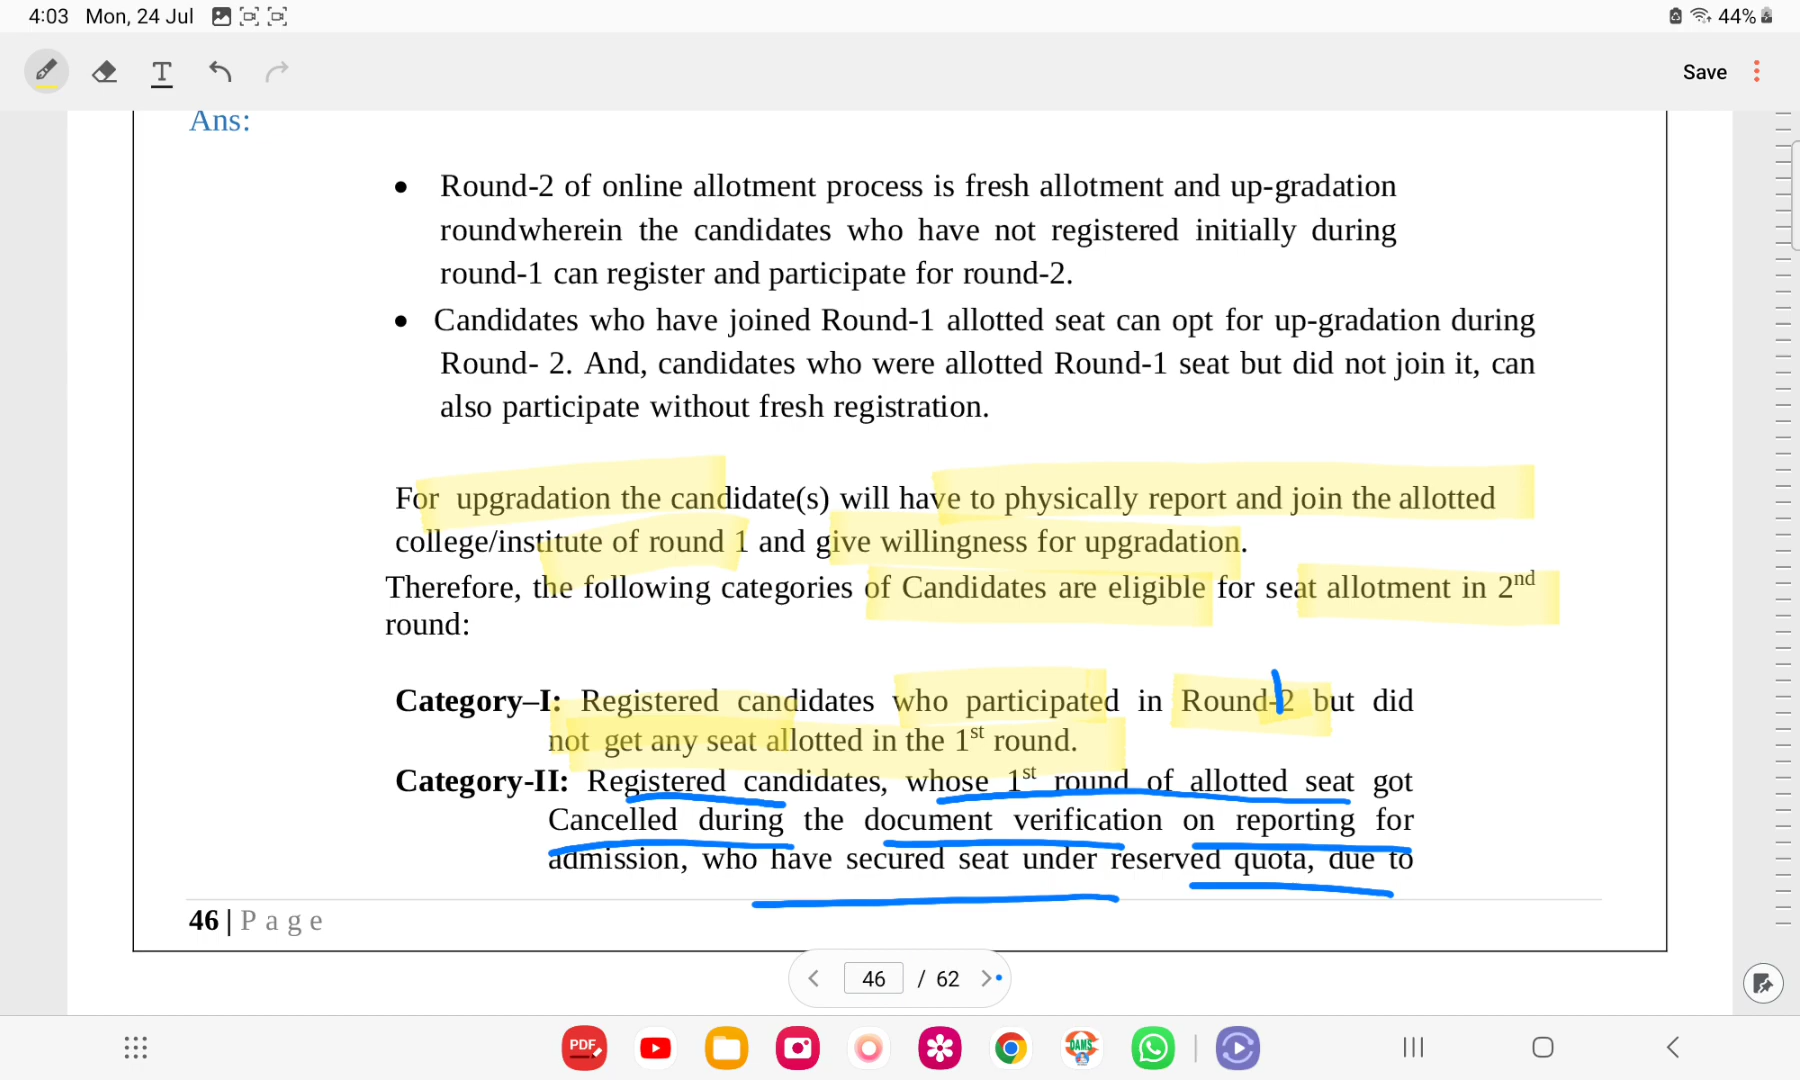 4:03 Mon, 24 Jul 44%
Save
Ans:
• Round-2 of online allotment process is fresh allotment and up-gradation
roundwherein the candidates who have not registered initially during
round-1 can register and participate for round-2.
• Candidates who have joined Round-1 allotted seat can opt for up-gradation during
Round- 2. And, candidates who were allotted Round-1 seat but did not join it, can
also participate without fresh registration.
For upgradation the candidate(s) will have to physically report and join the allotted
college/institute of round 1 and give willingness for upgradation.
Therefore, the following categories of Candidates are eligible for seat allotment in 2nd
round:
Category–I: Registered candidates who participated in Round-2 but did
not get any seat allotted in the 1st round.
Category-II: Registered candidates, whose 1st round of allotted seat got
Cancelled during the document verification on reporting for
admission, who have secured seat under reserved quota, due to
46 | Page
46 / 62
PDF DAMS